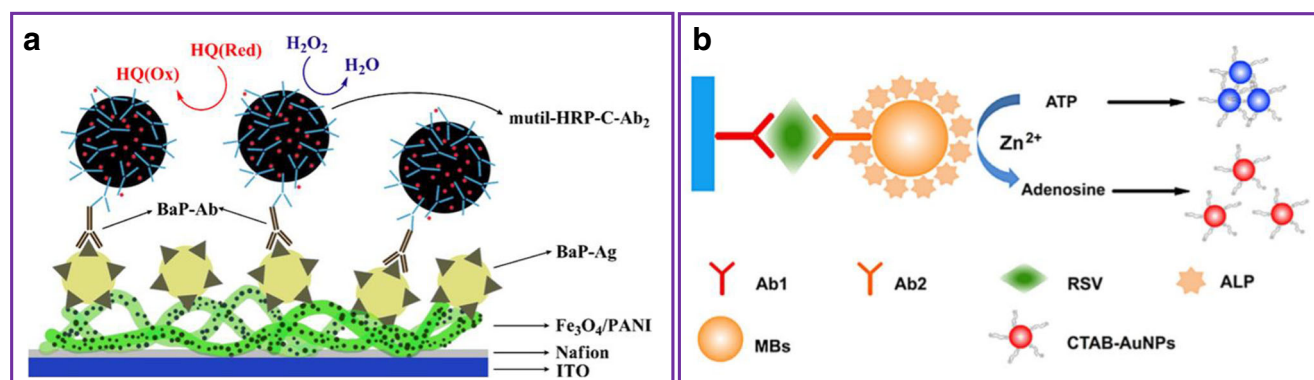 a
HQ(Red)
HQ(Ox)
H₂O₂
H₂O
mutil-HRP-C-Ab₂
BaP-Ab
BaP-Ag
Fe₃O₄/PANI
Nafion
ITO
b
ATP
Zn²⁺
Adenosine
Ab1
Ab2
RSV
ALP
MBs
CTAB-AuNPs